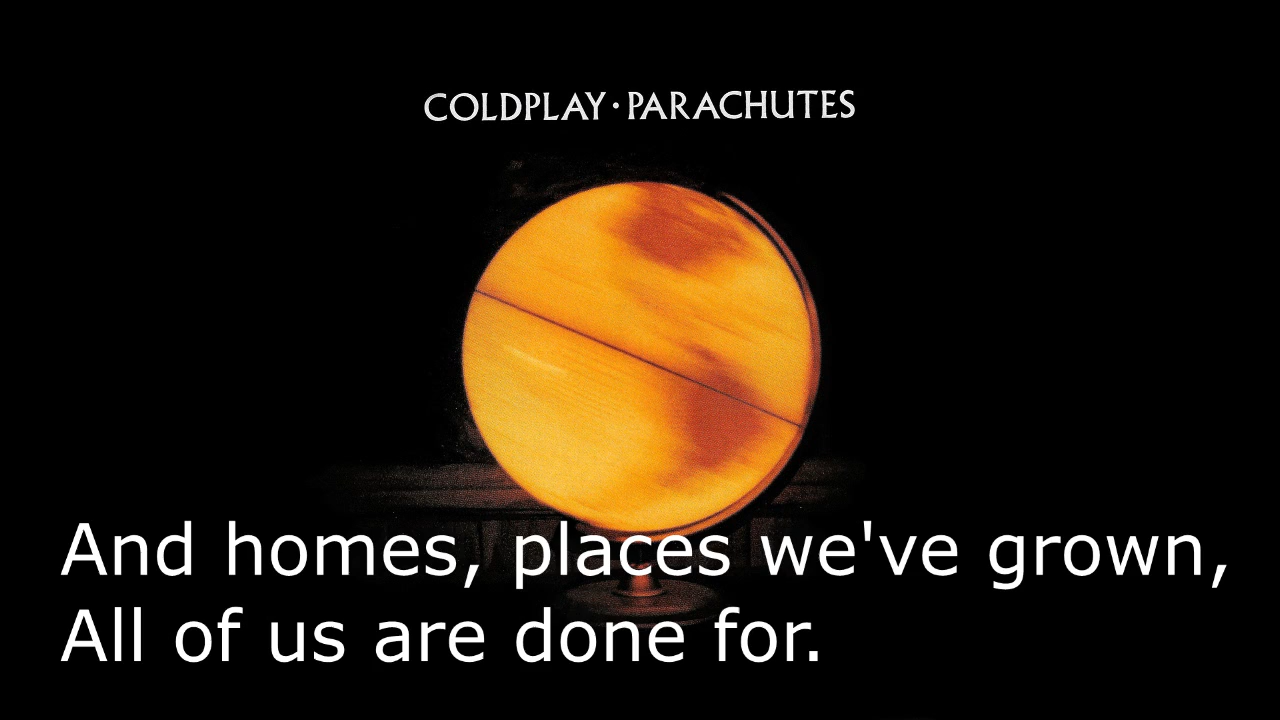 COLDPLAY·PARACHUTES
And homes, places we've grown,
All of us are done for.